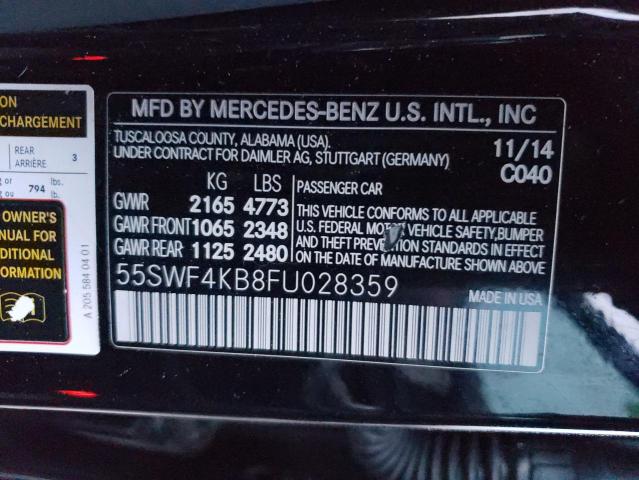 ON
CHARGEMENT
REAR
ARRIÈRE 3
g or lbs.
ou 794 lb.
OWNER'S
NUAL FOR
DDITIONAL
A 205 584 04 01
MFD BY MERCEDES-BENZ U.S. INTL., INC
TUSCALOOSA COUNTY, ALABAMA (USA).
UNDER CONTRACT FOR DAIMLER AG, STUTTGART (GERMANY)
11/14
C040
KG LBS
GVWR 2165 4773
GAWR FRONT 1065 2348
GAWR REAR 1125 2480
PASSENGER CAR
THIS VEHICLE CONFORMS TO ALL APPLICABLE
U.S. FEDERAL MOTOR VEHICLE SAFETY, BUMPER
AND THEFT PREVENTION STANDARDS IN EFFECT
ON THE DATE OF MANUFACTURE SHOWN ABOVE.
55SWF4KB8FU028359
MADE IN USA